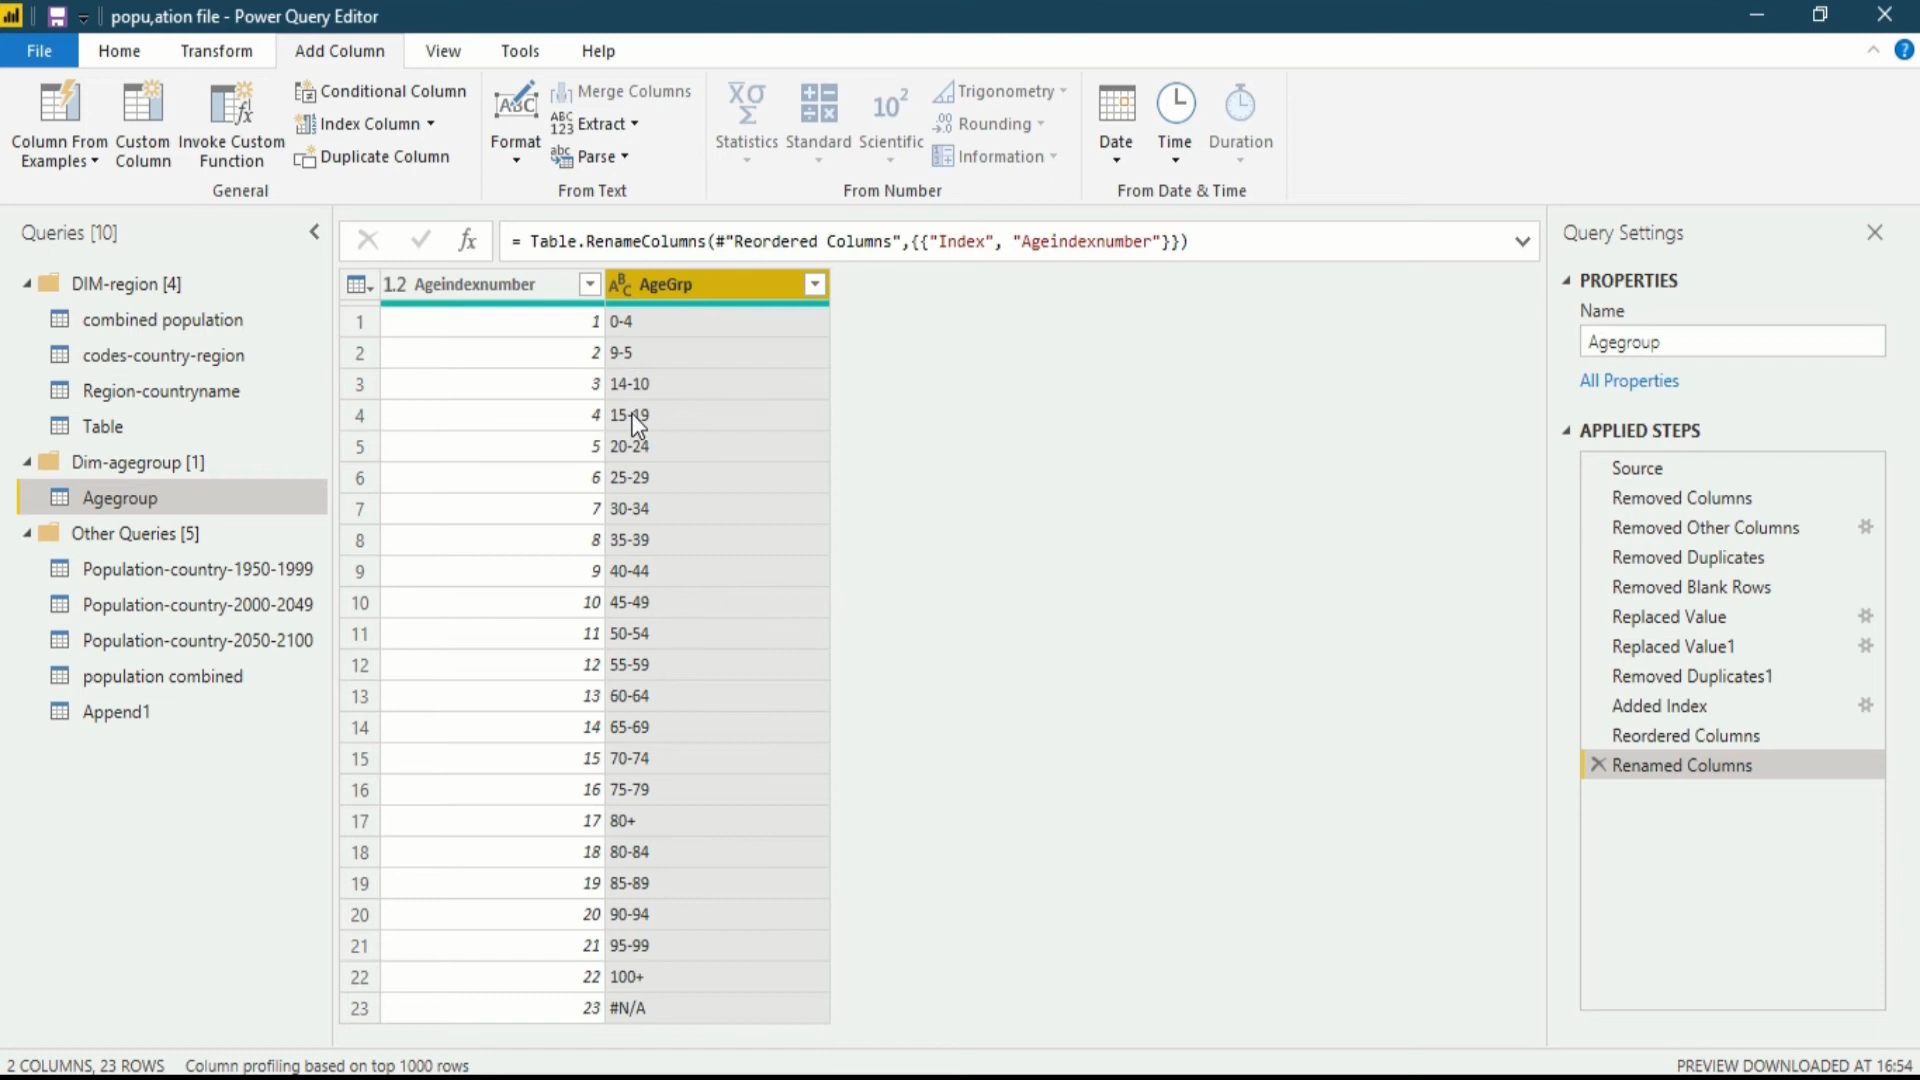 popu,ation file - Power Query Editor
File Home Transform Add Column View Tools Help
Column From Examples
Custom Column
Invoke Custom Function
Conditional Column
Index Column
Duplicate Column
General
Format
Merge Columns
Extract
Parse
From Text
Statistics
Standard
Scientific
Trigonometry
Rounding
Information
From Number
Date
Time
Duration
From Date & Time
Queries [10]
DIM-region [4]
combined population
codes-country-region
Region-countryname
Table
Dim-agegroup [1]
Agegroup
Other Queries [5]
Population-country-1950-1999
Population-country-2000-2049
Population-country-2050-2100
population combined
Append1
= Table.RenameColumns(#"Reordered Columns",{{"Index", "Ageindexnumber"}})
1.2 Ageindexnumber ABC AgeGrp
1 1 0-4
2 2 9-5
3 3 14-10
4 4 15-19
5 5 20-24
6 6 25-29
7 7 30-34
8 8 35-39
9 9 40-44
10 10 45-49
11 11 50-54
12 12 55-59
13 13 60-64
14 14 65-69
15 15 70-74
16 16 75-79
17 17 80+
18 18 80-84
19 19 85-89
20 20 90-94
21 21 95-99
22 22 100+
23 23 #N/A
Query Settings
PROPERTIES
Name
Agegroup
All Properties
APPLIED STEPS
Source
Removed Columns
Removed Other Columns
Removed Duplicates
Removed Blank Rows
Replaced Value
Replaced Value1
Removed Duplicates1
Added Index
Reordered Columns
Renamed Columns
2 COLUMNS, 23 ROWS Column profiling based on top 1000 rows
PREVIEW DOWNLOADED AT 16:54